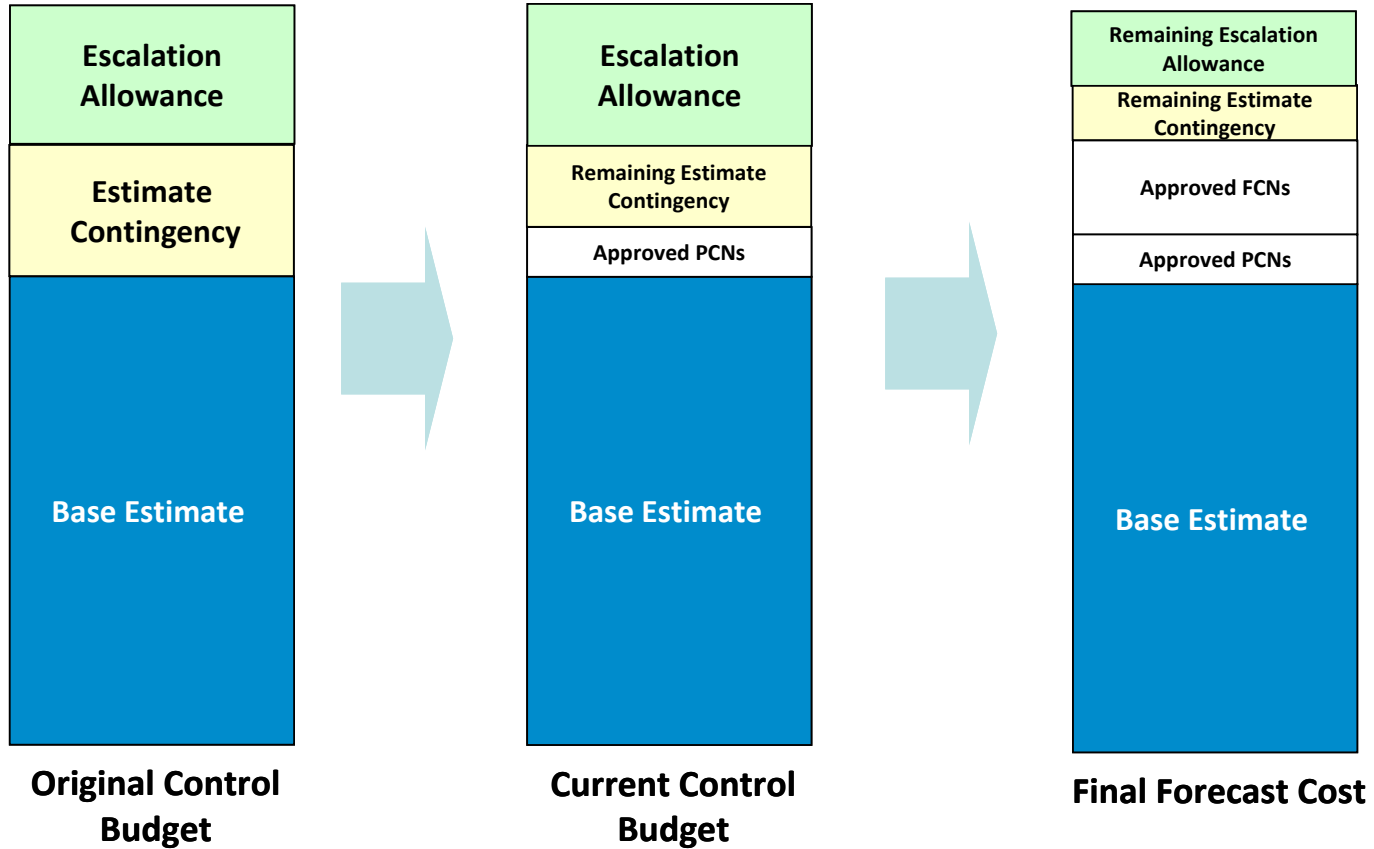 Escalation
Allowance
Estimate
Contingency
Base Estimate
Original Control
Budget
Escalation
Allowance
Remaining Estimate
Contingency
Approved PCNs
Base Estimate
Current Control
Budget
Remaining Escalation
Allowance
Remaining Estimate
Contingency
Approved FCNs
Approved PCNs
Base Estimate
Final Forecast Cost